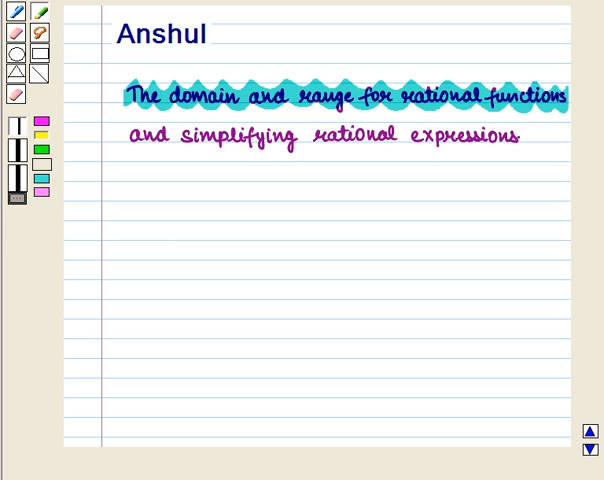 Anshul
The domain and range for rational functions
and simplifying rational expressions.